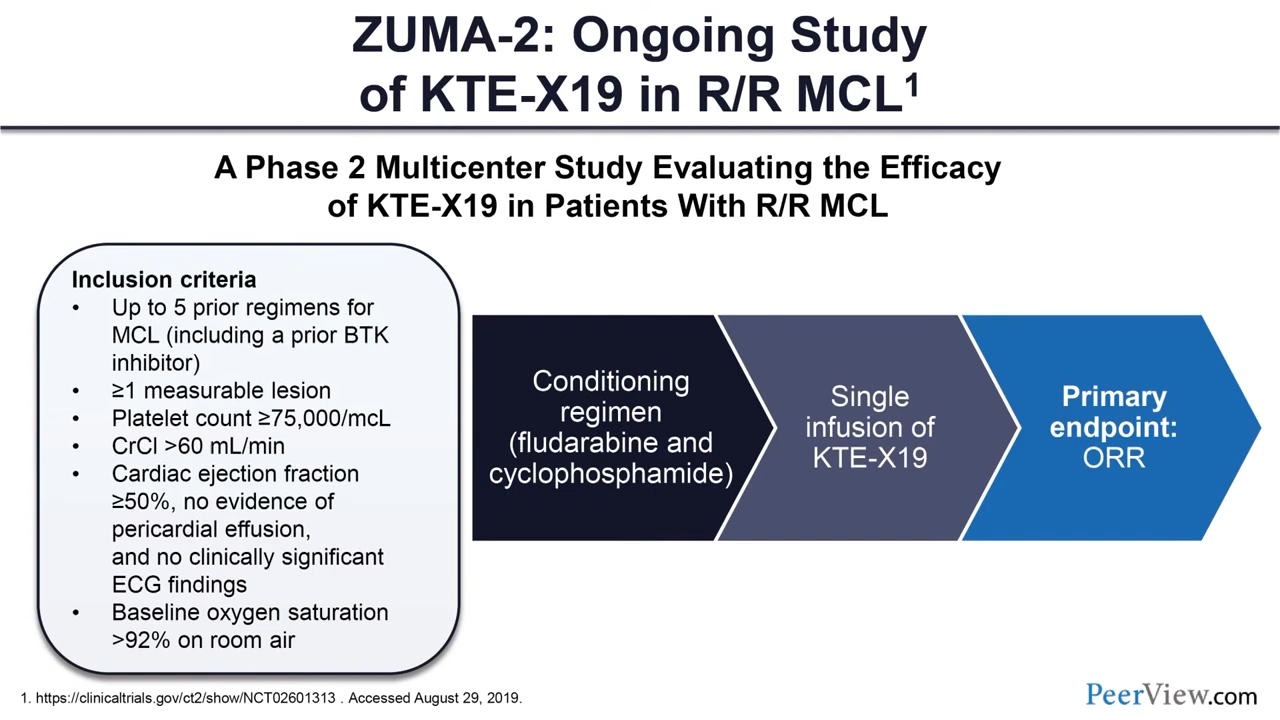 ZUMA-2: Ongoing Study
of KTE-X19 in R/R MCL¹
A Phase 2 Multicenter Study Evaluating the Efficacy
of KTE-X19 in Patients With R/R MCL
Inclusion criteria
• Up to 5 prior regimens for
MCL (including a prior BTK
inhibitor)
• ≥1 measurable lesion
• Platelet count ≥75,000/mcL
• CrCl >60 mL/min
• Cardiac ejection fraction
≥50%, no evidence of
pericardial effusion,
and no clinically significant
ECG findings
• Baseline oxygen saturation
>92% on room air
Conditioning
regimen
(fludarabine and
cyclophosphamide)
Single
infusion of
KTE-X19
Primary
endpoint:
ORR
1. https://clinicaltrials.gov/ct2/show/NCT02601313 . Accessed August 29, 2019.
PeerView.com